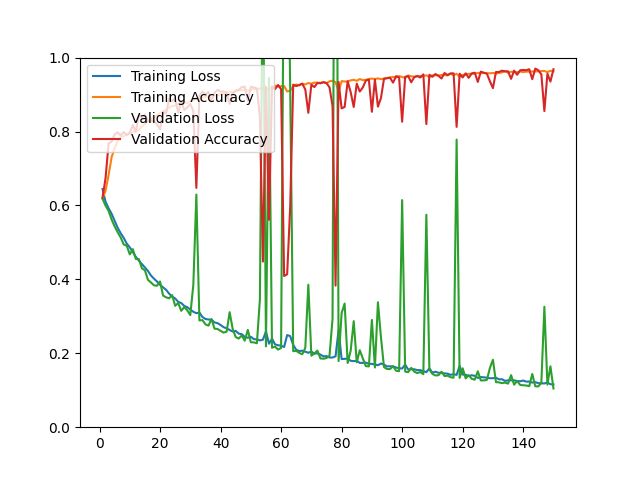 1.0
0.8
0.6
0.4
0.2
0.0
Training Loss
Training Accuracy
Validation Loss
Validation Accuracy
0 20 40 60 80 100 120 140